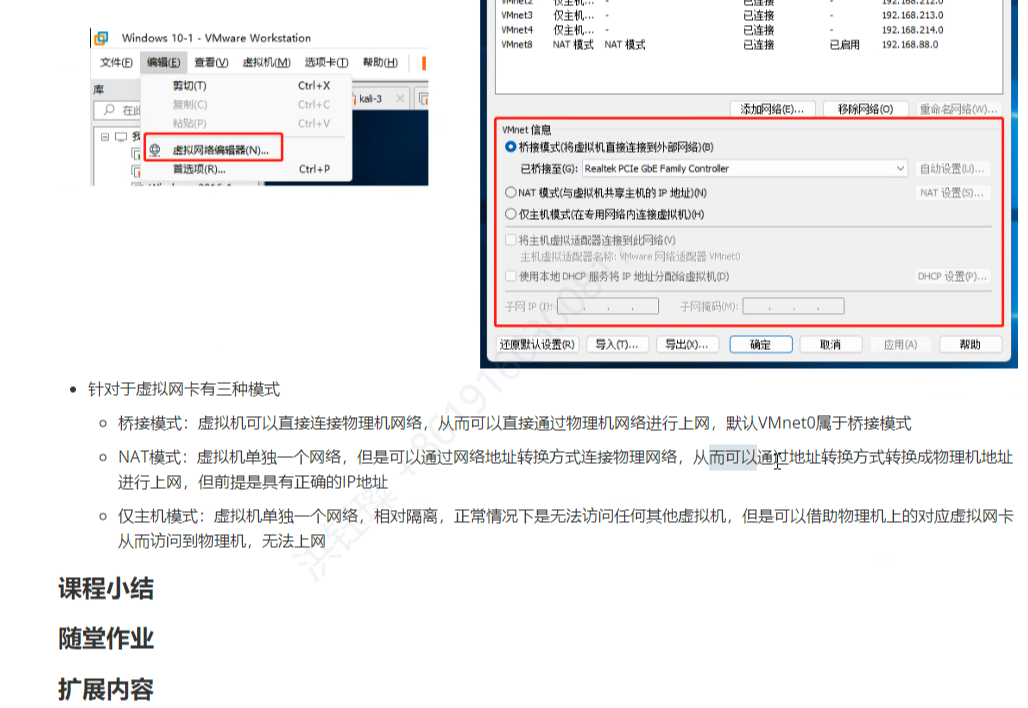 Windows 10-1 - VMware Workstation
文件(F) 编辑(E) 查看(V) 虚拟机(M) 选项卡(T) 帮助(H)
库
剪切(T) Ctrl+X
复制(C) Ctrl+C
粘贴(P) Ctrl+V
虚拟网络编辑器(N)...
首选项(R)... Ctrl+P
在此
kali-3
VMnet2 仅主机... - 已连接 - 192.168.212.0
VMnet3 仅主机... - 已连接 - 192.168.213.0
VMnet4 仅主机... - 已连接 - 192.168.214.0
VMnet8 NAT 模式 NAT 模式 已连接 已启用 192.168.88.0
添加网络(E)... 移除网络(O) 重命名网络(W)...
VMnet 信息
桥接模式(将虚拟机直接连接到外部网络)(B)
已桥接至(G): Realtek PCIe GbE Family Controller 自动设置(U)...
NAT 模式(与虚拟机共享主机的 IP 地址)(N) NAT 设置(S)...
仅主机模式(在专用网络内连接虚拟机)(H)
将主机虚拟适配器连接到此网络(V)
主机虚拟适配器名称: VMware 网络适配器 VMnet0
使用本地 DHCP 服务将 IP 地址分配给虚拟机(D) DHCP 设置(P)...
子网 IP (I): . . . 子网掩码(M): . . .
还原默认设置(R) 导入(T)... 导出(X)... 确定 取消 应用(A) 帮助
• 针对于虚拟网卡有三种模式
桥接模式：虚拟机可以直接连接物理机网络，从而可以直接通过物理机网络进行上网，默认VMnet0属于桥接模式
NAT模式：虚拟机单独一个网络，但是可以通过网络地址转换方式连接物理网络，从而可以通过地址转换方式转换成物理机地址
进行上网，但前提是具有正确的IP地址
仅主机模式：虚拟机单独一个网络，相对隔离，正常情况下是无法访问任何其他虚拟机，但是可以借助物理机上的对应虚拟网卡
从而访问到物理机，无法上网
课程小结
随堂作业
扩展内容